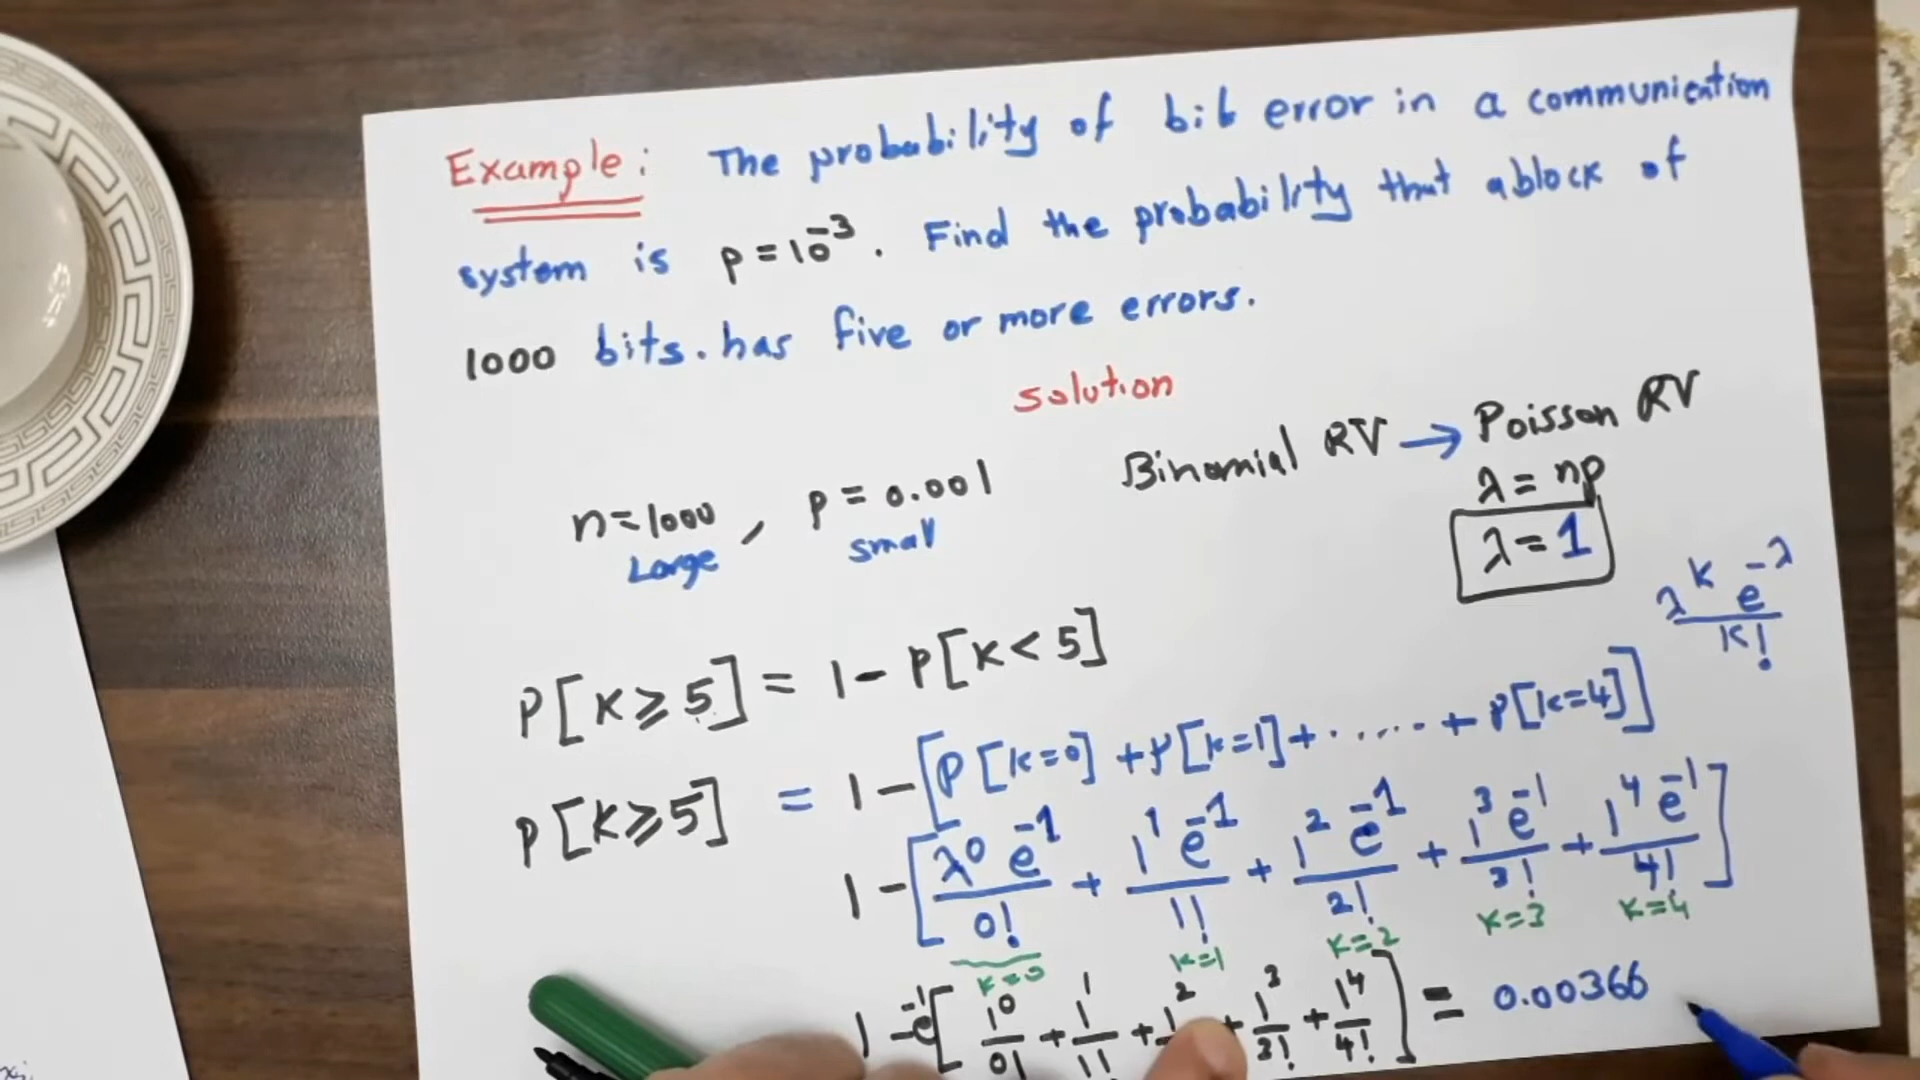 Example: The probability of bit error in a communication
system is p = 10^-3. Find the probability that a block of
1000 bits. has five or more errors.
solution
Binomial RV → Poisson RV
n=1000, p = 0.001
Large small
λ = np
λ = 1
λ^k e^-λ / k!
P[K ≥ 5] = 1 - P[K < 5]
P[K ≥ 5] = 1 - [P[K=0] + P[K=1] + ..... + P[K=4]]
1 - [λ^0 e^-1 / 0! + 1^1 e^-1 / 1! + 1^2 e^-1 / 2! + 1^3 e^-1 / 3! + 1^4 e^-1 / 4!]
K=0 K=1 K=2 K=3 K=4
1 - e^-1 [1^0 / 0! + 1^1 / 1! + 1^2 + 1^3 / 3! + 1^4 / 4!] = 0.00366